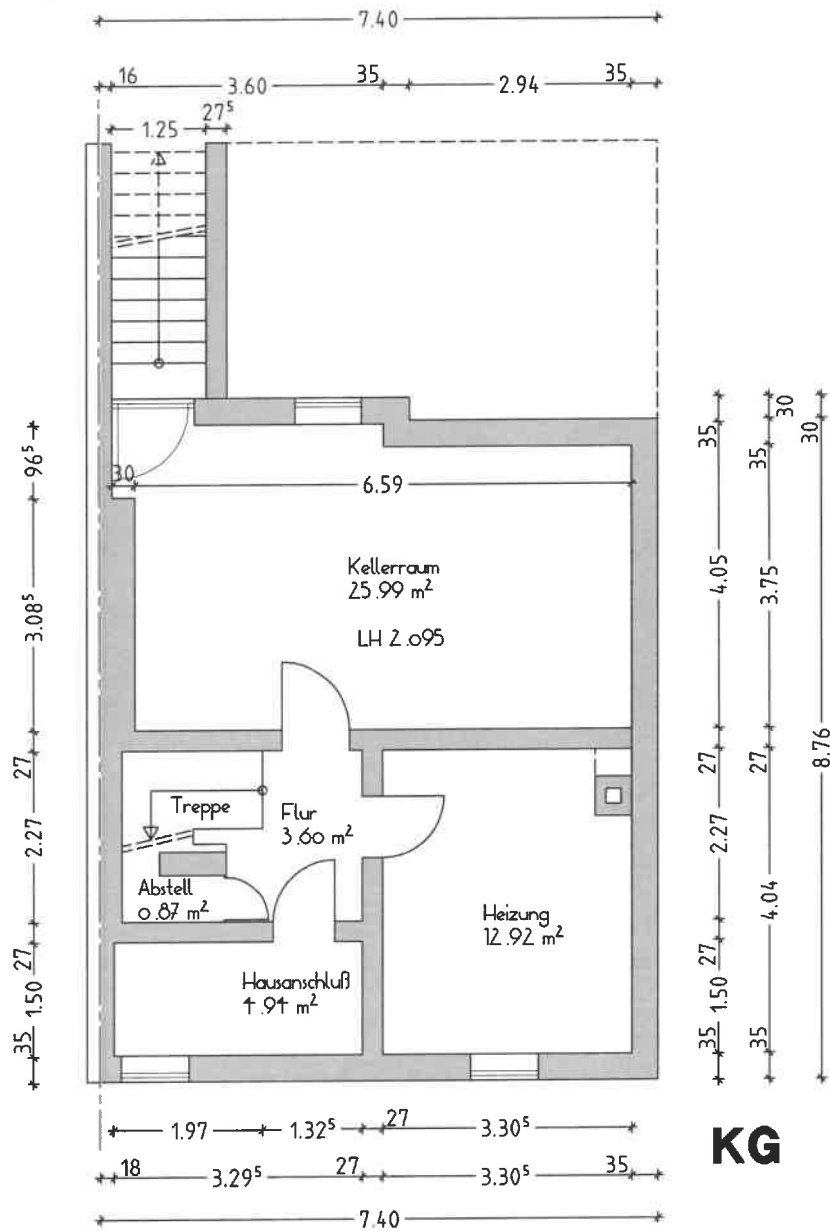 7.40
16 3.60 35 2.94 35
1.25 27⁵
30 6.59
Kellerraum
25.99 m²
LH 2.095
Treppe
Flur
3.60 m²
Abstell
0.87 m²
Heizung
12.92 m²
Hausanschluß
4.94 m²
96⁵
3.08⁵
27
2.27
27
1.50
35
35
4.05
27
2.27
27
1.50
35
30
35
3.75
27
4.04
35
30
8.76
1.97 1.32⁵ 27 3.30⁵
18 3.29⁵ 27 3.30⁵ 35
7.40
KG